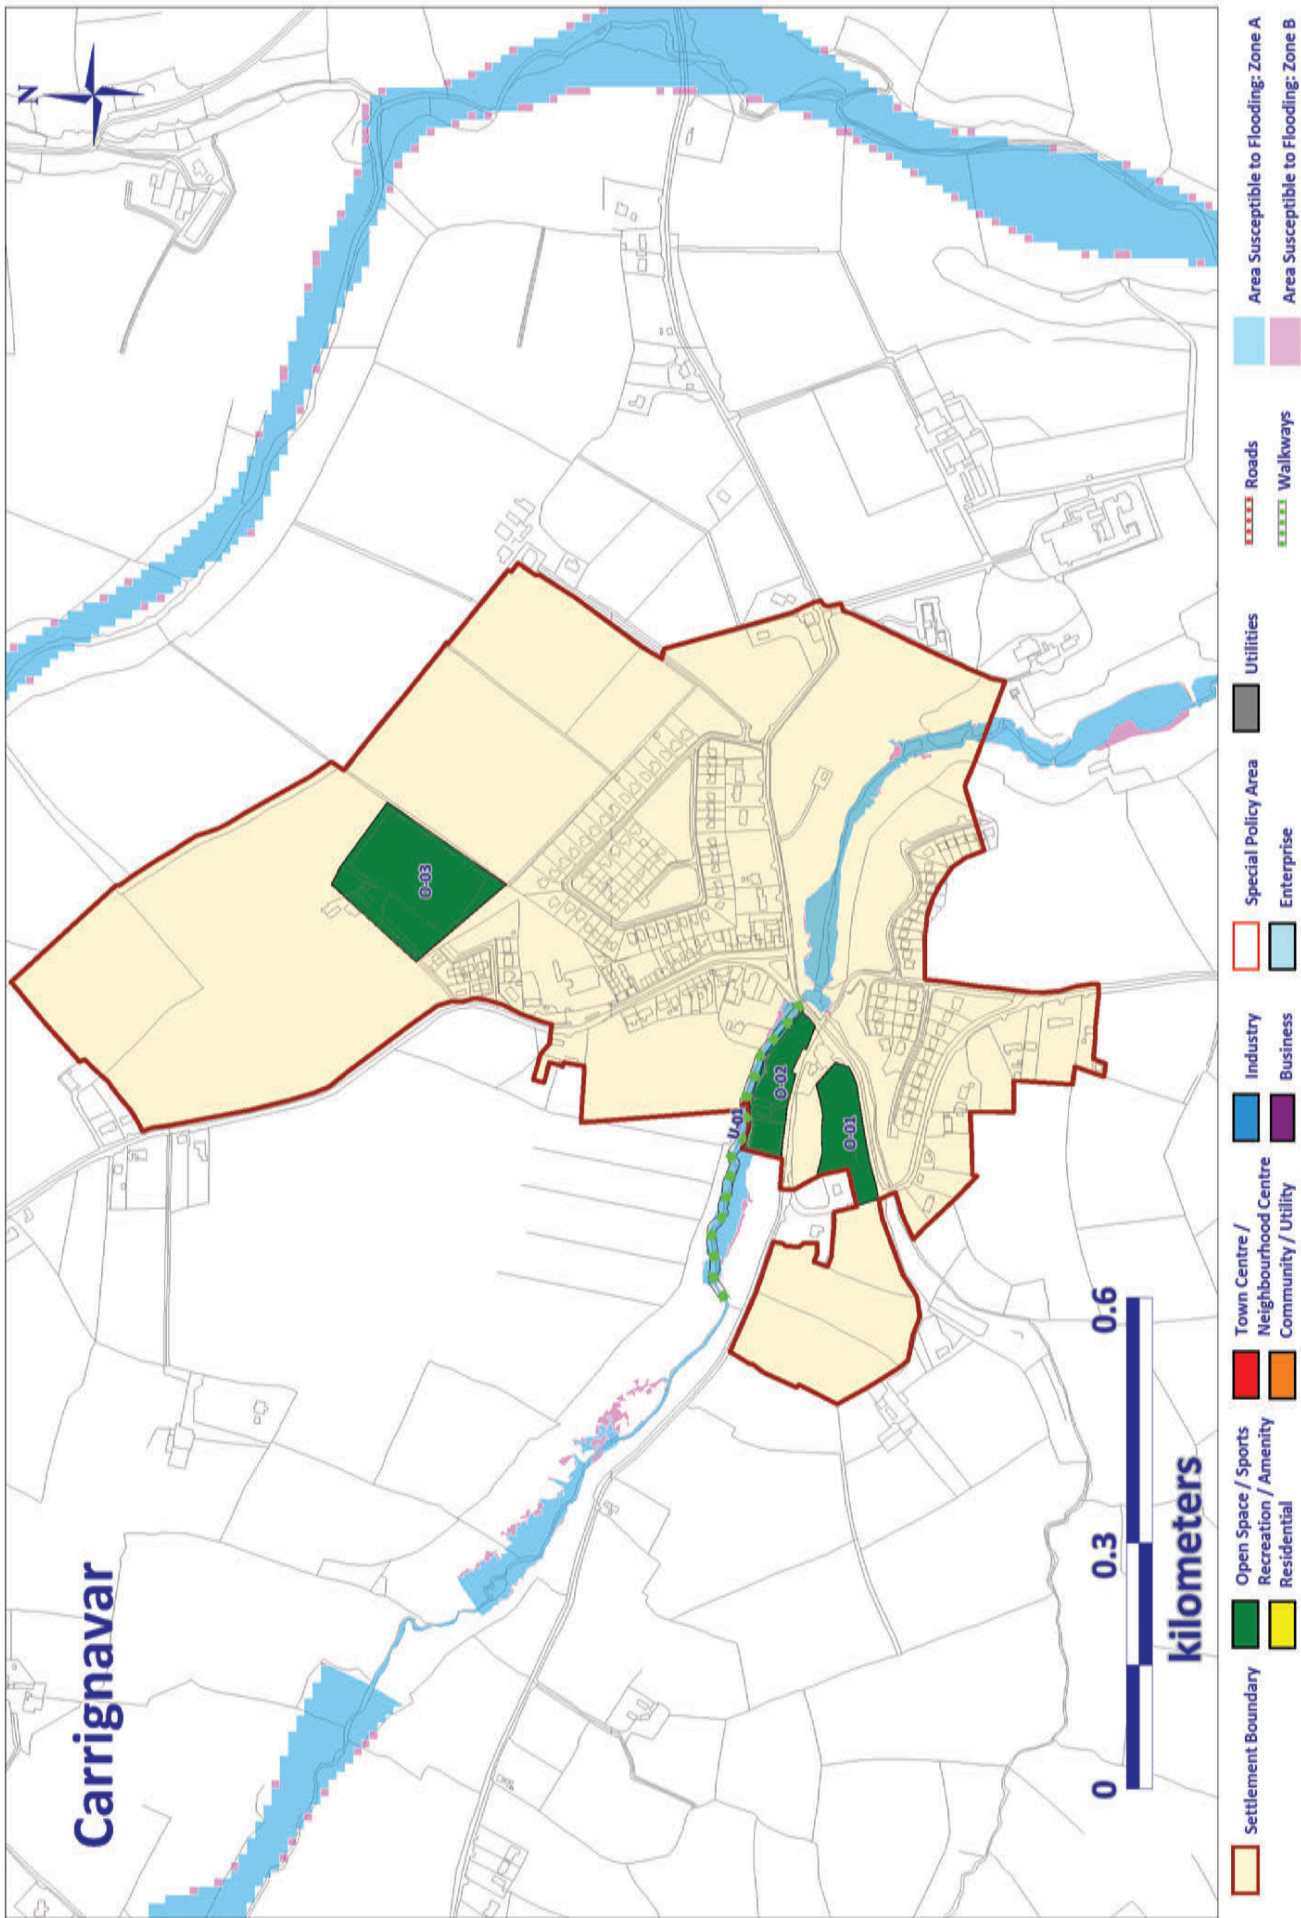 Carrignavar
N
O-03
U-01
O-02
O-01
0 0.3 0.6
kilometers
Settlement Boundary
Open Space / Sports
Recreation / Amenity
Residential
Town Centre /
Neighbourhood Centre
Community / Utility
Industry
Business
Special Policy Area
Enterprise
Utilities
Roads
Walkways
Area Susceptible to Flooding: Zone A
Area Susceptible to Flooding: Zone B